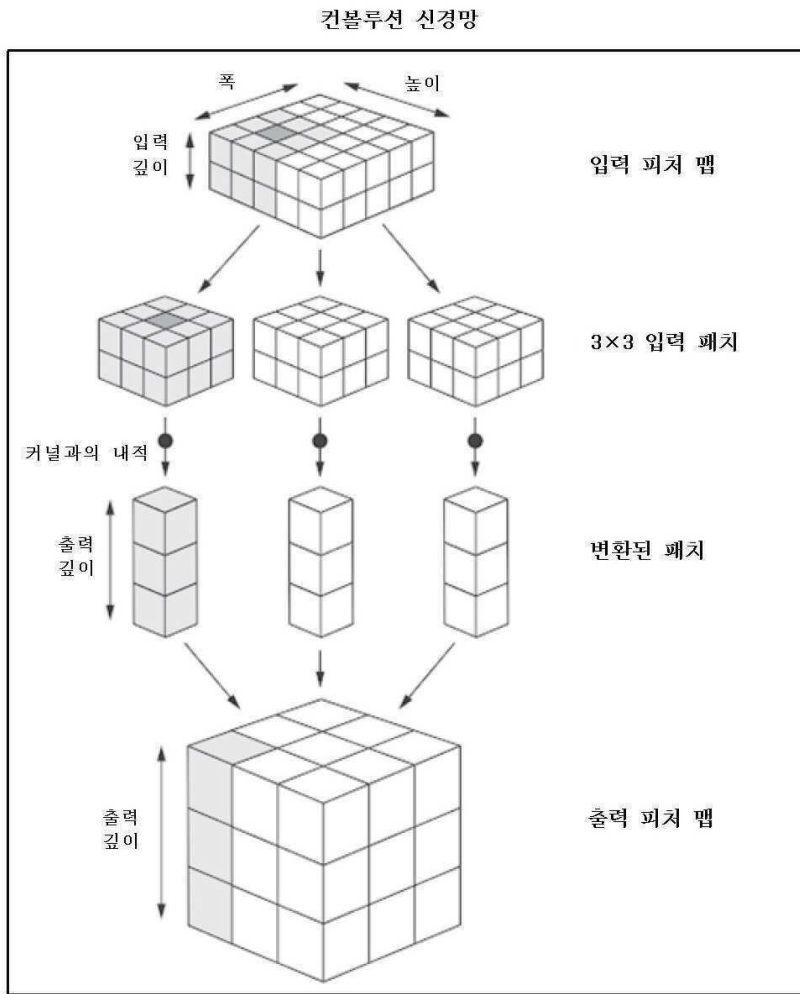 컨볼루션 신경망
폭
높이
입력
깊이
입력 피처 맵
3×3 입력 패치
커널과의 내적
출력
깊이
변환된 패치
출력
깊이
출력 피처 맵